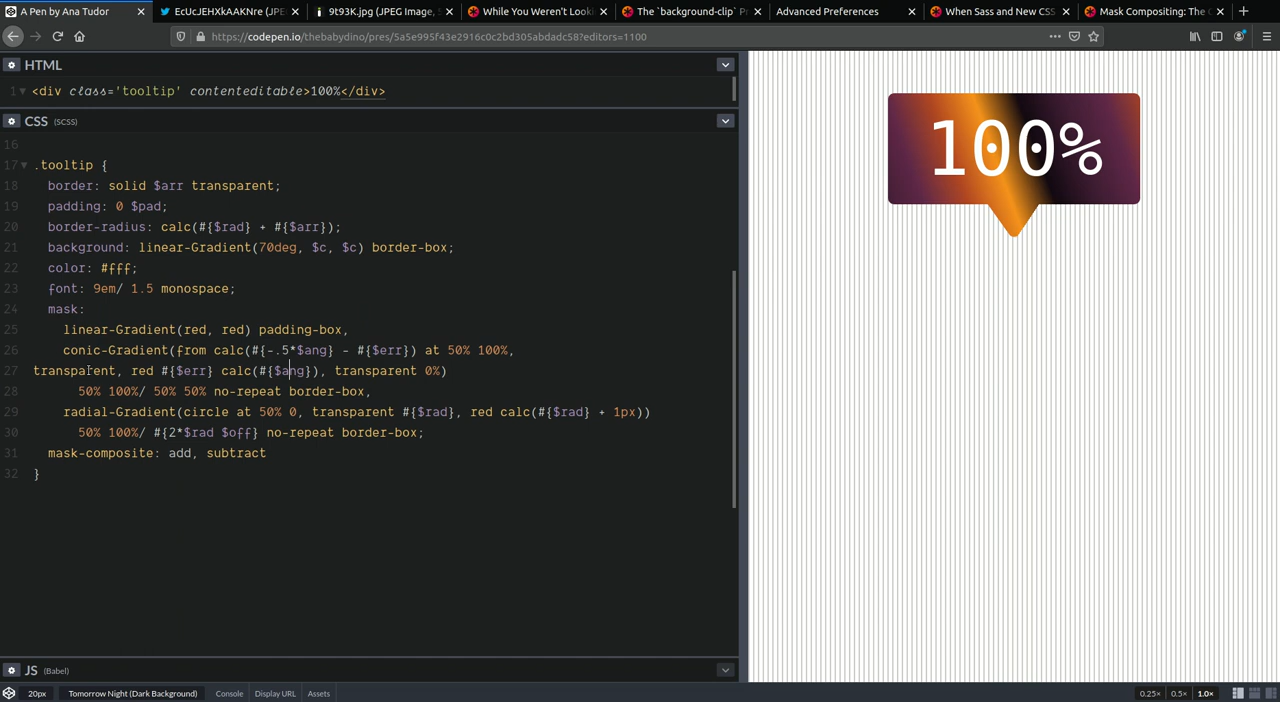 A Pen by Ana Tudor
EcUcJEHXkAAKNre (JPE
9t93K.jpg (JPEG Image,
While You Weren't Looki
The `background-clip` Pr
Advanced Preferences
When Sass and New CSS
Mask Compositing: The C
https://codepen.io/thebabydino/pres/5a5e995f43e2916c0c2bd305abdadc58?editors=1100
HTML
1 <div class='tooltip' contenteditable>100%</div>
CSS (SCSS)
16
17 .tooltip {
18 border: solid $arr transparent;
19 padding: 0 $pad;
20 border-radius: calc(#{$rad} + #{$arr});
21 background: linear-Gradient(70deg, $c, $c) border-box;
22 color: #fff;
23 font: 9em/ 1.5 monospace;
24 mask:
25 linear-Gradient(red, red) padding-box,
26 conic-Gradient(from calc(#{-.5*$ang} - #{$err}) at 50% 100%,
27 transparent, red #{$err} calc(#{$ang}), transparent 0%)
28 50% 100%/ 50% 50% no-repeat border-box,
29 radial-Gradient(circle at 50% 0, transparent #{$rad}, red calc(#{$rad} + 1px))
30 50% 100%/ #{2*$rad $off} no-repeat border-box;
31 mask-composite: add, subtract
32 }
100%
JS (Babel)
20px Tomorrow Night (Dark Background) Console Display URL Assets 0.25× 0.5× 1.0×